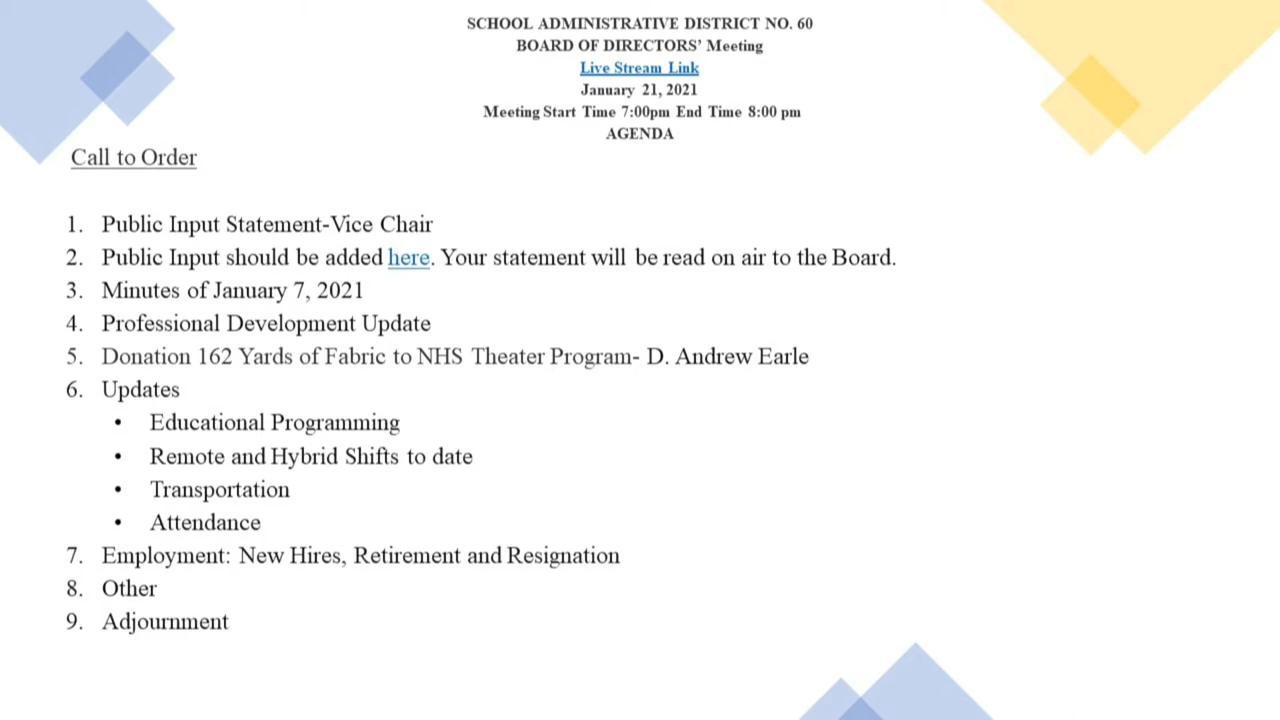 SCHOOL ADMINISTRATIVE DISTRICT NO. 60
BOARD OF DIRECTORS' Meeting
Live Stream Link
January 21, 2021
Meeting Start Time 7:00pm End Time 8:00 pm
AGENDA
Call to Order
1. Public Input Statement-Vice Chair
2. Public Input should be added here. Your statement will be read on air to the Board.
3. Minutes of January 7, 2021
4. Professional Development Update
5. Donation 162 Yards of Fabric to NHS Theater Program- D. Andrew Earle
6. Updates
• Educational Programming
• Remote and Hybrid Shifts to date
• Transportation
• Attendance
7. Employment: New Hires, Retirement and Resignation
8. Other
9. Adjournment